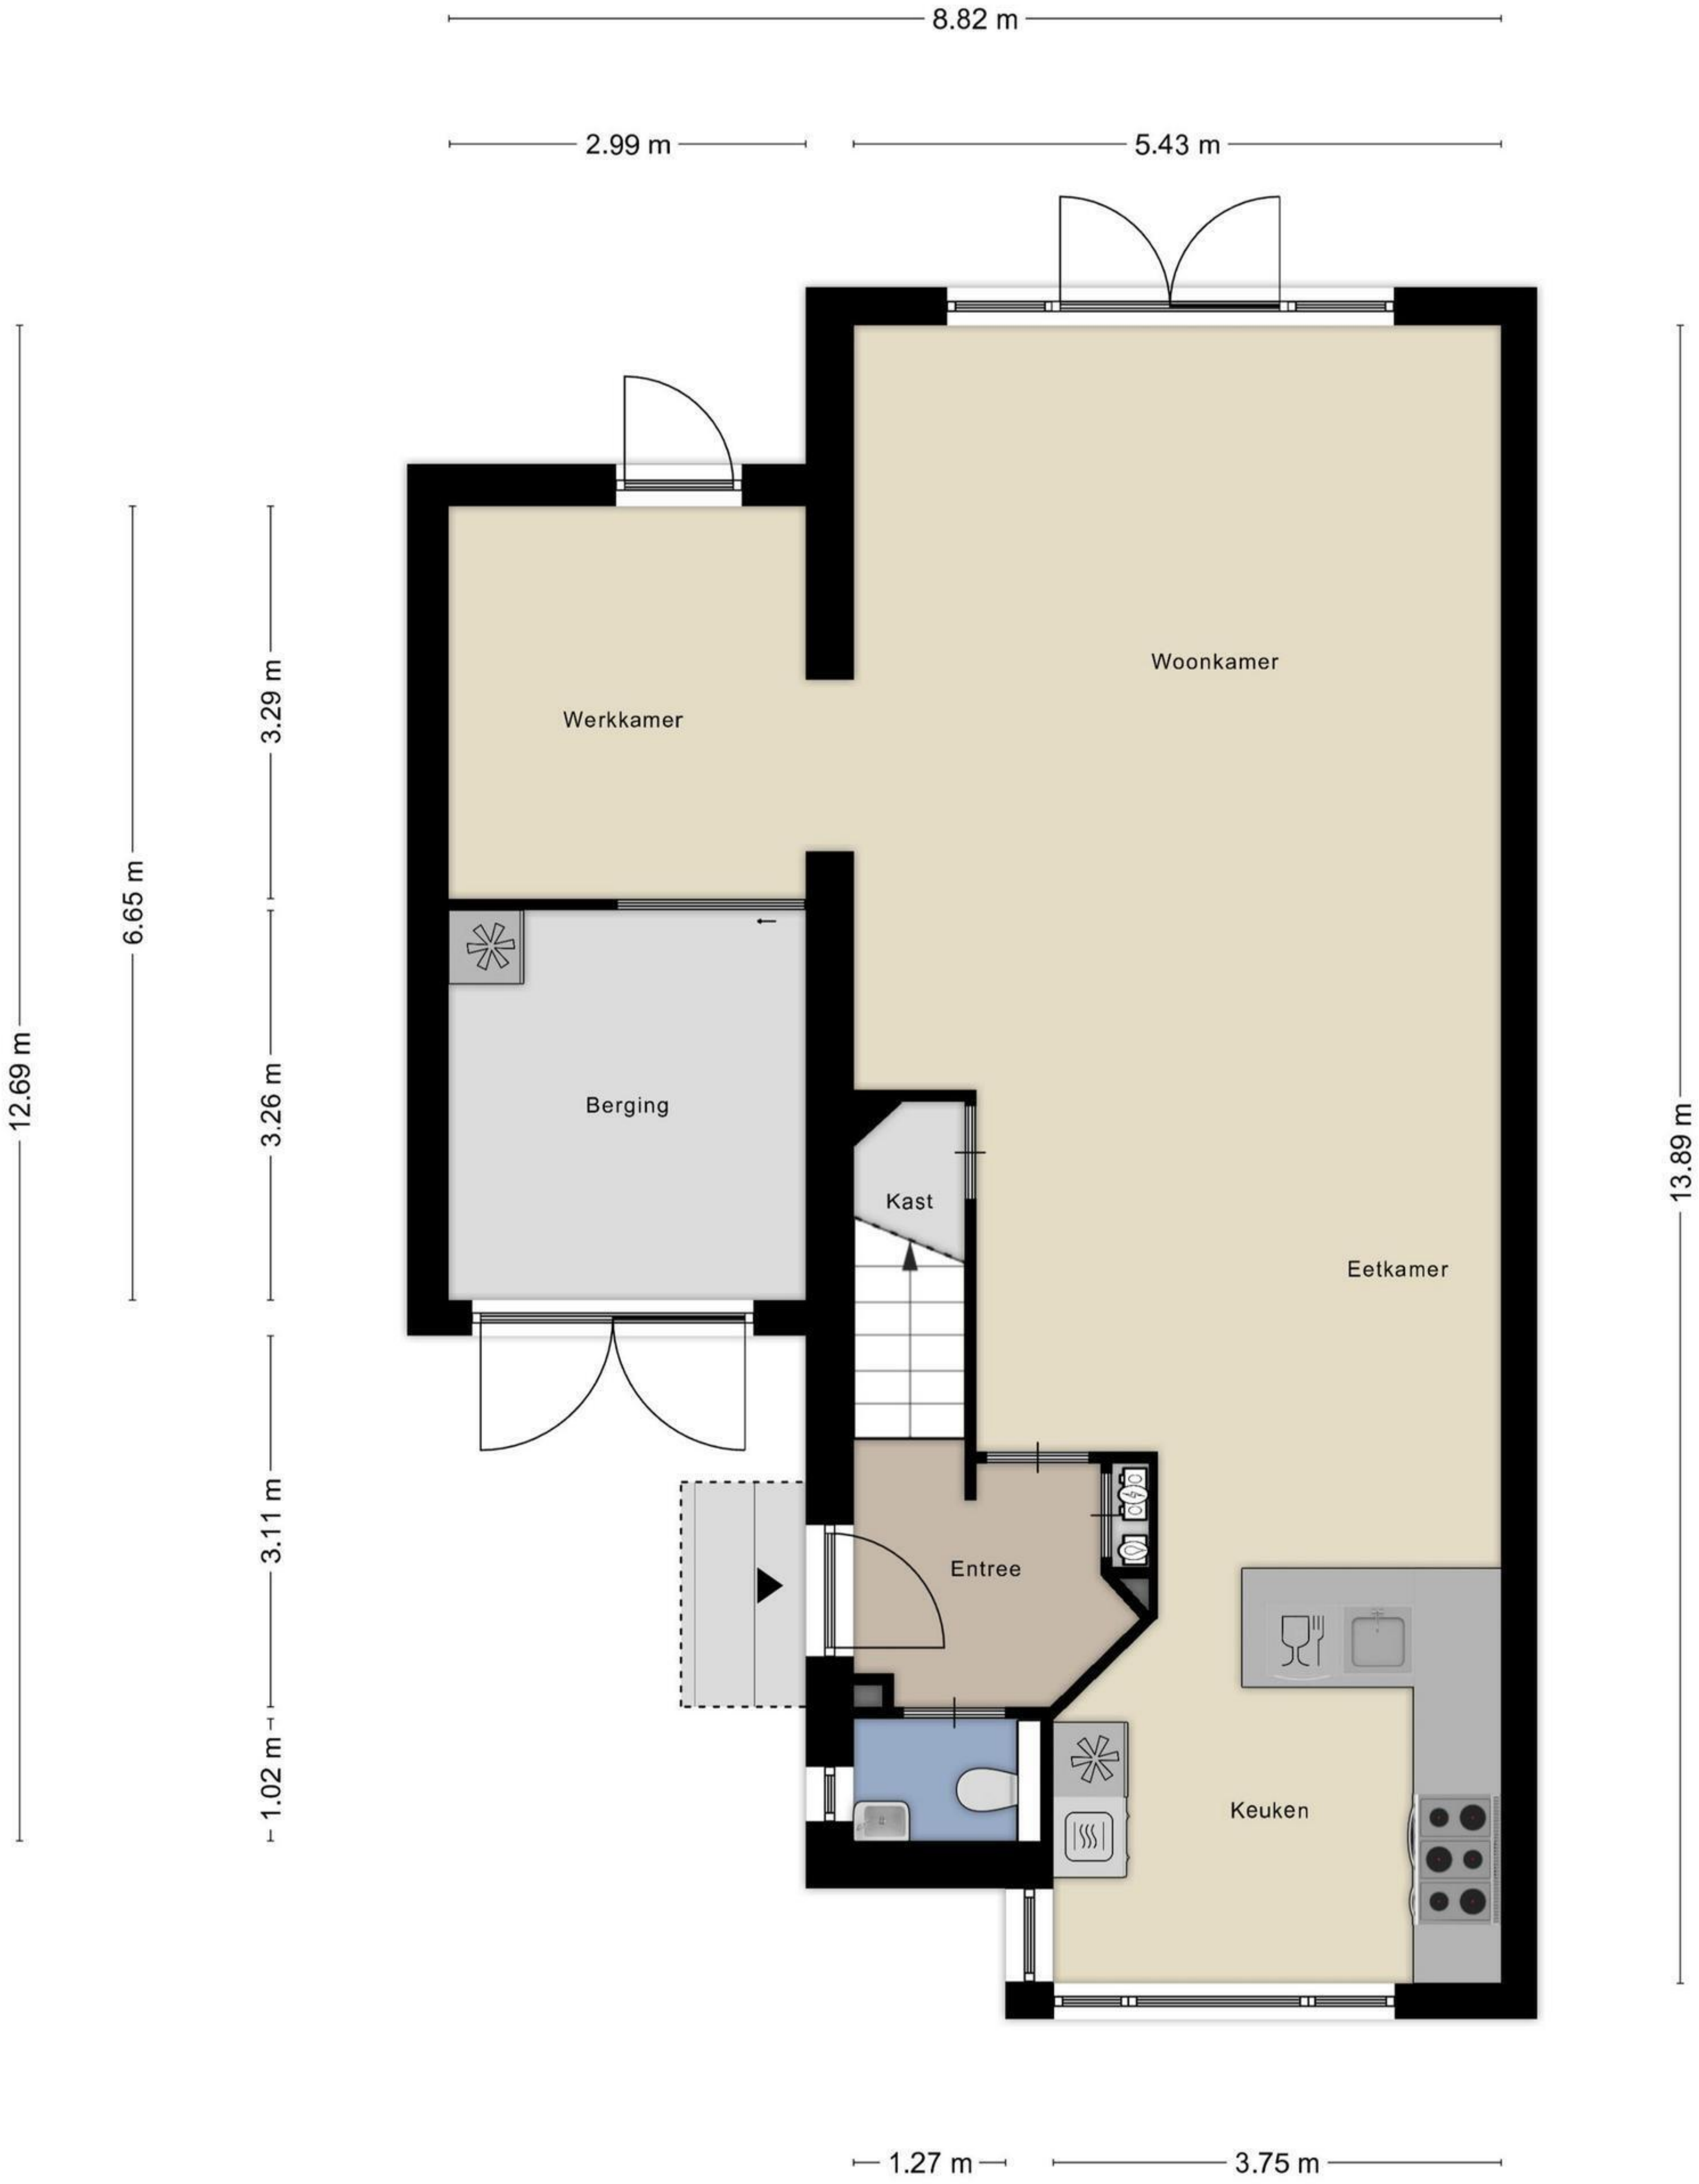 8.82 m
2.99 m
5.43 m
3.29 m
Woonkamer
Werkkamer
6.65 m
12.69 m
3.26 m
Berging
13.89 m
Kast
Eetkamer
3.11 m
Entree
1.02 m
Keuken
1.27 m
3.75 m